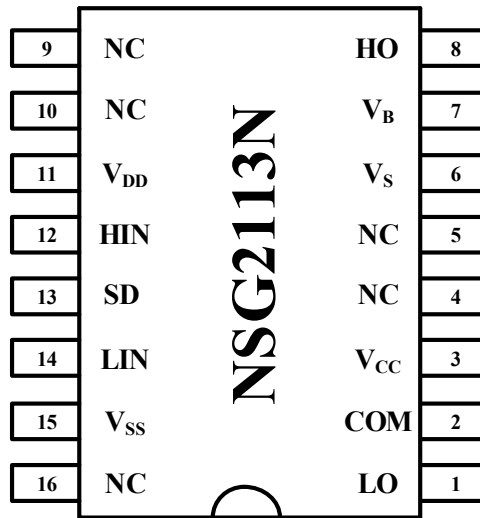 9 NC HO 8
10 NC VB 7
11 VDD VS 6
12 HIN NC 5
13 SD NC 4
14 LIN VCC 3
15 VSS COM 2
16 NC LO 1
NSG2113N